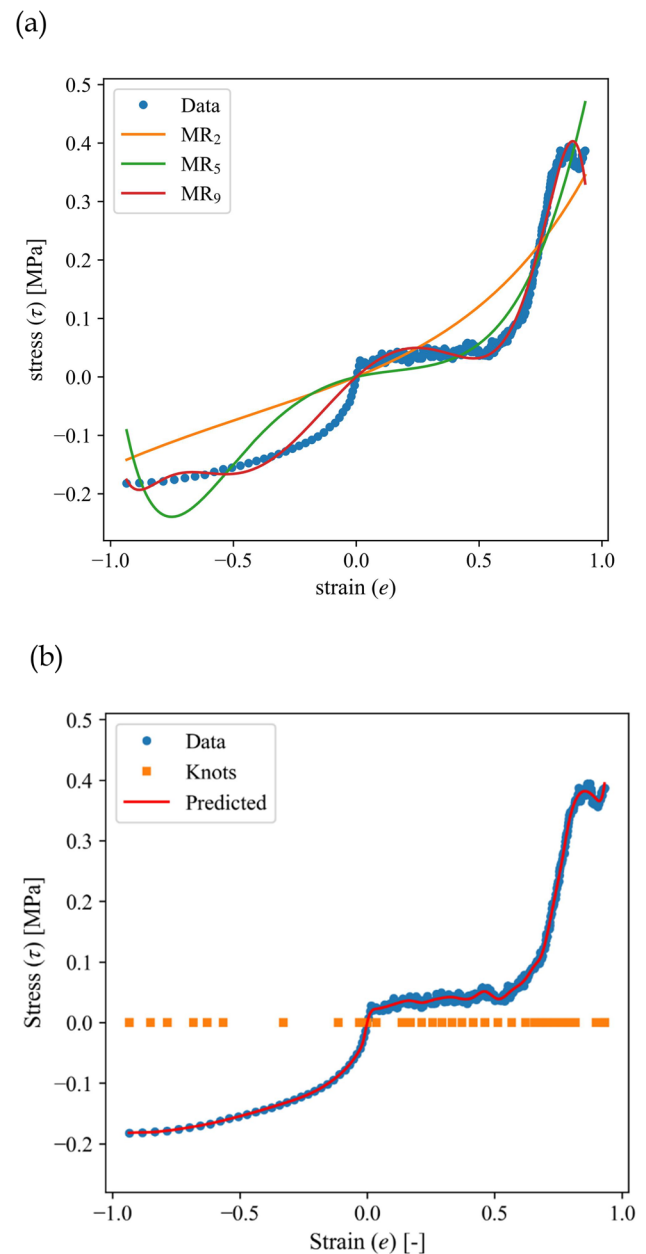 (a)
0.5
0.4
0.3
0.2
0.1
0.0
−0.1
−0.2
stress (τ) [MPa]
Data
MR₂
MR₅
MR₉
−1.0 −0.5 0.0 0.5 1.0
strain (e)
(b)
0.5
0.4
0.3
0.2
0.1
0.0
−0.1
−0.2
Stress (τ) [MPa]
Data
Knots
Predicted
−1.0 −0.5 0.0 0.5 1.0
Strain (e) [-]